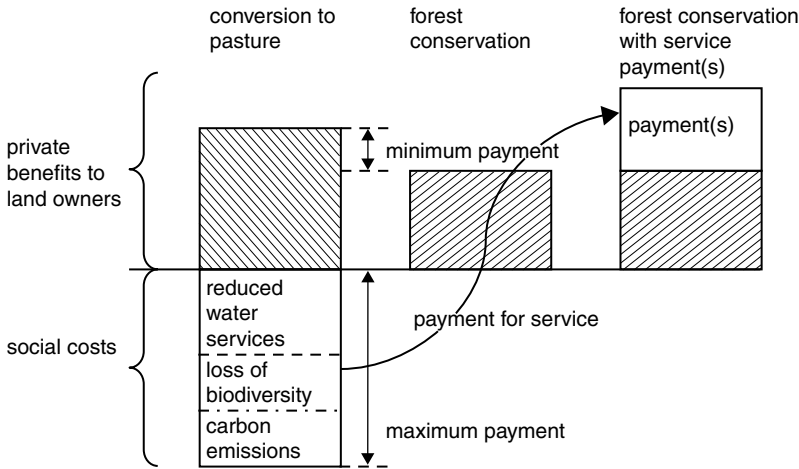 conversion to
pasture
forest
conservation
forest conservation
with service
payment(s)
payment(s)
private
benefits to
land owners
minimum payment
reduced
water
services
payment for service
social costs
loss of
biodiversity
carbon
emissions
maximum payment